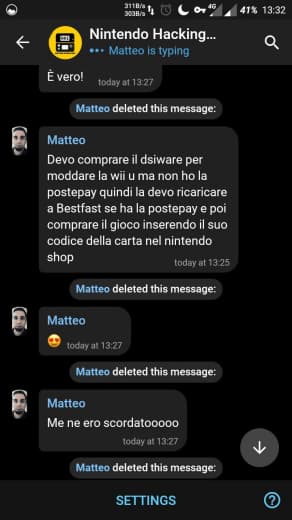 311B/s
303B/s
4G
41% 13:32
Nintendo Hacking...
Matteo is typing
È vero!
today at 13:27
Matteo deleted this message:
Matteo
Devo comprare il dsiware per
moddare la wii u ma non ho la
postepay quindi la devo ricaricare
a Bestfast se ha la postepay e poi
comprare il gioco inserendo il suo
codice della carta nel nintendo
shop
today at 13:25
Matteo deleted this message:
Matteo
today at 13:27
Matteo deleted this message:
Matteo
Me ne ero scordatooooo
today at 13:27
Matteo deleted this message:
SETTINGS